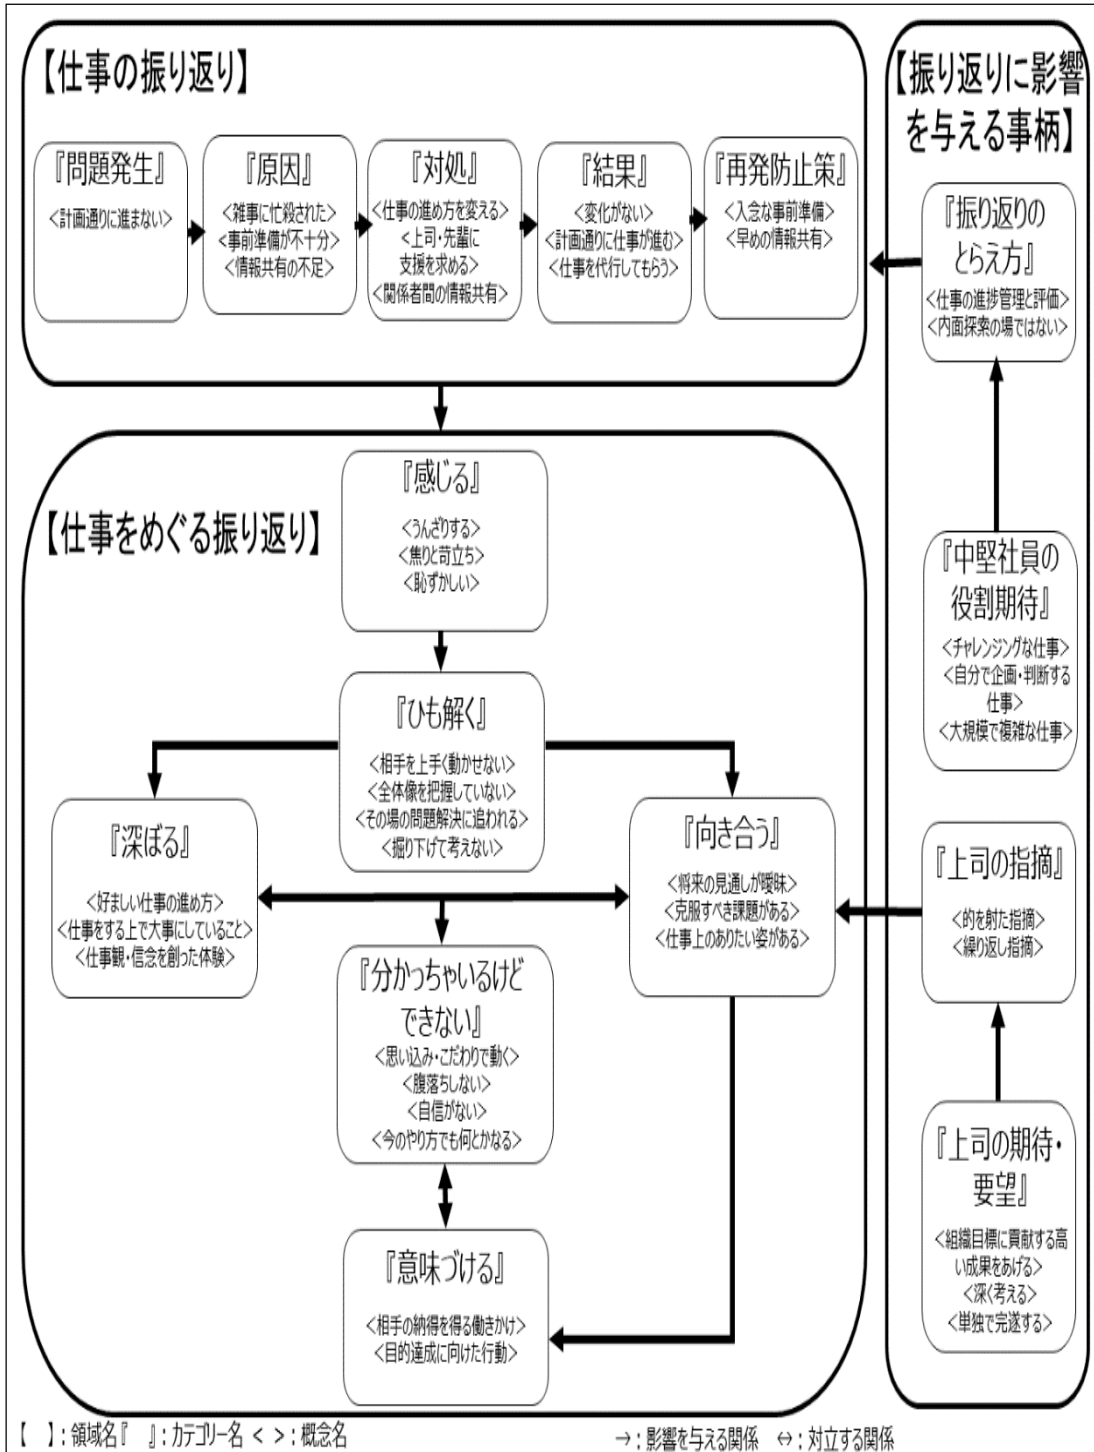 【仕事の振り返り】
『問題発生』
<計画通りに進まない>
『原因』
<雑事に忙殺された>
<事前準備が不十分>
<情報共有の不足>
『対処』
<仕事の進め方を変える>
<上司・先輩に
支援を求める>
<関係者間の情報共有>
『結果』
<変化がない>
<計画通りに仕事が進む>
<仕事を代行してもらう>
『再発防止策』
<入念な事前準備>
<早めの情報共有>
【仕事をめぐる振り返り】
『感じる』
<うんざりする>
<焦りと苛立ち>
<恥ずかしい>
『ひも解く』
<相手を上手く動かせない>
<全体像を把握していない>
<その場の問題解決に追われる>
<掘り下げて考えない>
『深ぼる』
<好ましい仕事の進め方>
<仕事をする上で大事にしていること>
<仕事観・信念を創った体験>
『向き合う』
<将来の見通しが曖昧>
<克服すべき課題がある>
<仕事上のありたい姿がある>
『分かっちゃいるけど
できない』
<思い込み・こだわりで動く>
<腹落ちしない>
<自信がない>
<今のやり方でも何とかなる>
『意味づける』
<相手の納得を得る働きかけ>
<目的達成に向けた行動>
【振り返りに影響
を与える事柄】
『振り返りの
とらえ方』
<仕事の進捗管理と評価>
<内面探索の場ではない>
『中堅社員の
役割期待』
<チャレンジングな仕事>
<自分で企画・判断する
仕事>
<大規模で複雑な仕事>
『上司の指摘』
<的を射た指摘>
<繰り返し指摘>
『上司の期待・
要望』
<組織目標に貢献する高
い成果をあげる>
<深く考える>
<単独で完遂する>
【 】:領域名『 』:カテゴリー名 < >:概念名
→:影響を与える関係 ⇔:対立する関係